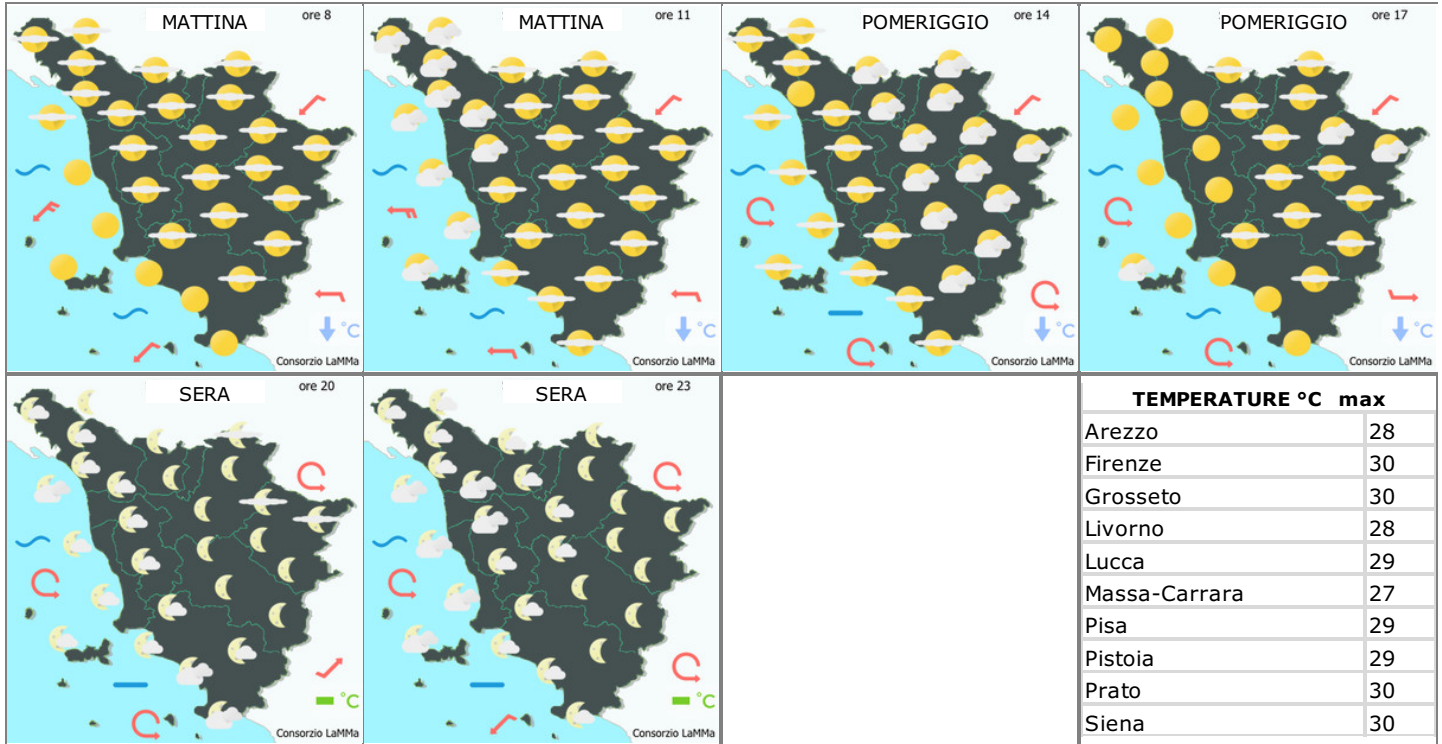 MATTINA ore 8
°C
Consorzio LaMMa
MATTINA ore 11
°C
Consorzio LaMMa
POMERIGGIO ore 14
°C
Consorzio LaMMa
POMERIGGIO ore 17
°C
Consorzio LaMMa
SERA ore 20
°C
Consorzio LaMMa
SERA ore 23
°C
Consorzio LaMMa
TEMPERATURE °C max
Arezzo 28
Firenze 30
Grosseto 30
Livorno 28
Lucca 29
Massa-Carrara 27
Pisa 29
Pistoia 29
Prato 30
Siena 30